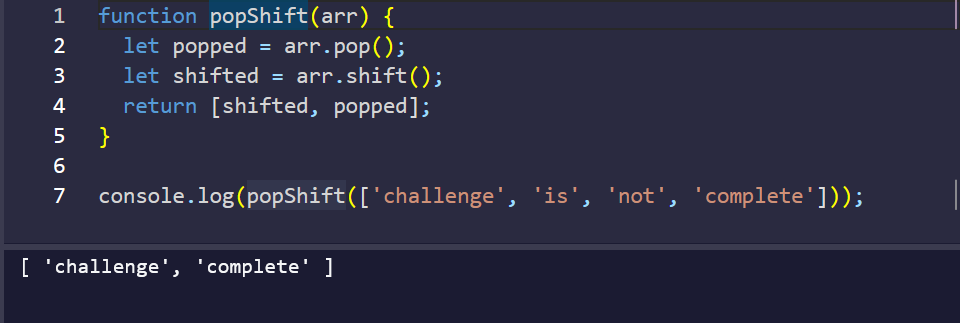 1 function popShift(arr) {
2 let popped = arr.pop();
3 let shifted = arr.shift();
4 return [shifted, popped];
5 }
6
7 console.log(popShift(['challenge', 'is', 'not', 'complete']));
[ 'challenge', 'complete' ]